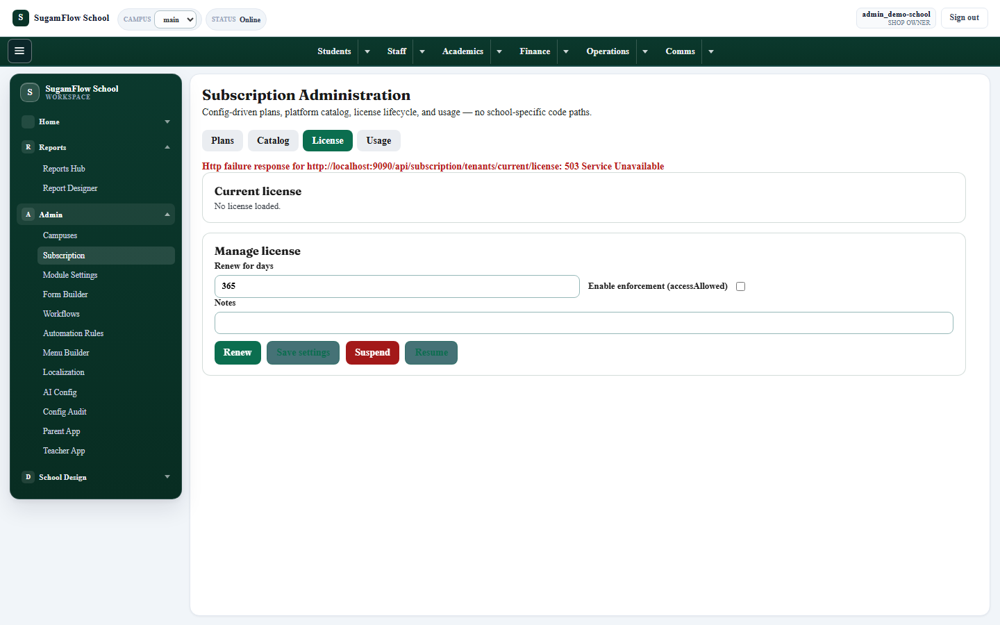 S SugamFlow School CAMPUS main STATUS Online admin_demo-school SHOP OWNER Sign out
Students Staff Academics Finance Operations Comms
S SugamFlow School
WORKSPACE
Home
R Reports
Reports Hub
Report Designer
A Admin
Campuses
Subscription
Module Settings
Form Builder
Workflows
Automation Rules
Menu Builder
Localization
AI Config
Config Audit
Parent App
Teacher App
D School Design
Subscription Administration
Config-driven plans, platform catalog, license lifecycle, and usage — no school-specific code paths.
Plans Catalog License Usage
Http failure response for http://localhost:9090/api/subscription/tenants/current/license: 503 Service Unavailable
Current license
No license loaded.
Manage license
Renew for days
365 Enable enforcement (accessAllowed)
Notes
Renew Save settings Suspend Resume